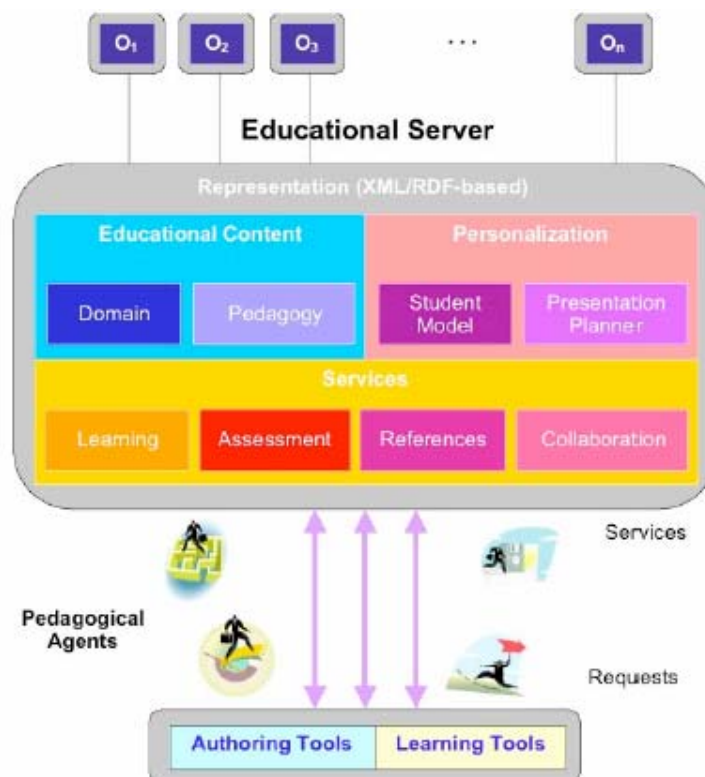 O₁ O₂ O₃ ... Oₙ
Educational Server
Representation (XML/RDF-based)
Educational Content
Personalization
Domain
Pedagogy
Student
Model
Presentation
Planner
Services
Learning
Assessment
References
Collaboration
Services
Pedagogical
Agents
Requests
Authoring Tools
Learning Tools